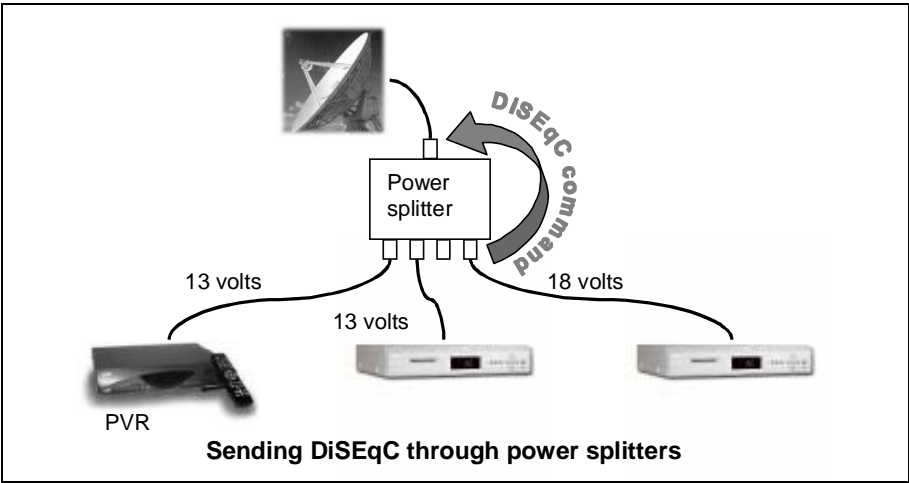 DISEqC command
Power
splitter
13 volts
18 volts
13 volts
PVR
Sending DiSEqC through power splitters